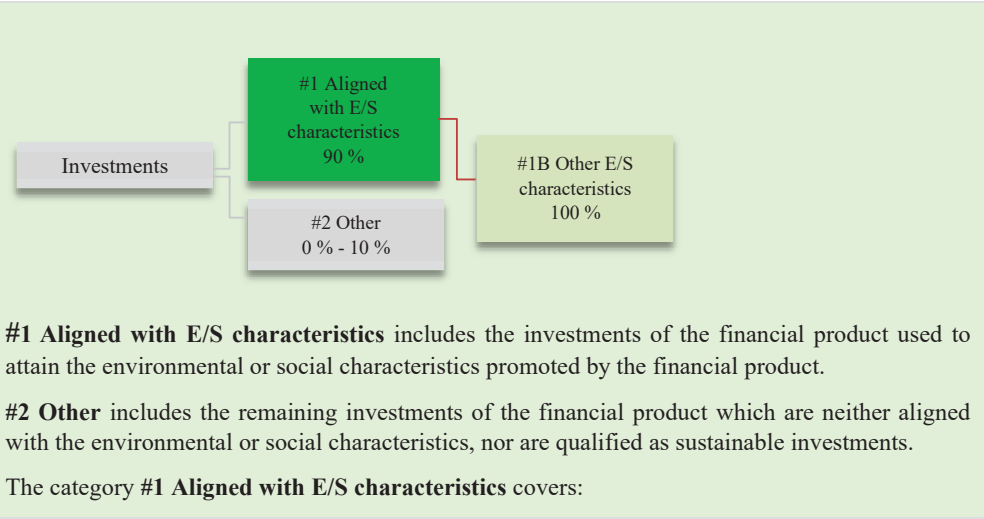 #1 Aligned
with E/S
characteristics
90 %
Investments
#1B Other E/S
characteristics
100 %
#2 Other
0 % - 10 %
#1 Aligned with E/S characteristics includes the investments of the financial product used to
attain the environmental or social characteristics promoted by the financial product.
#2 Other includes the remaining investments of the financial product which are neither aligned
with the environmental or social characteristics, nor are qualified as sustainable investments.
The category #1 Aligned with E/S characteristics covers: